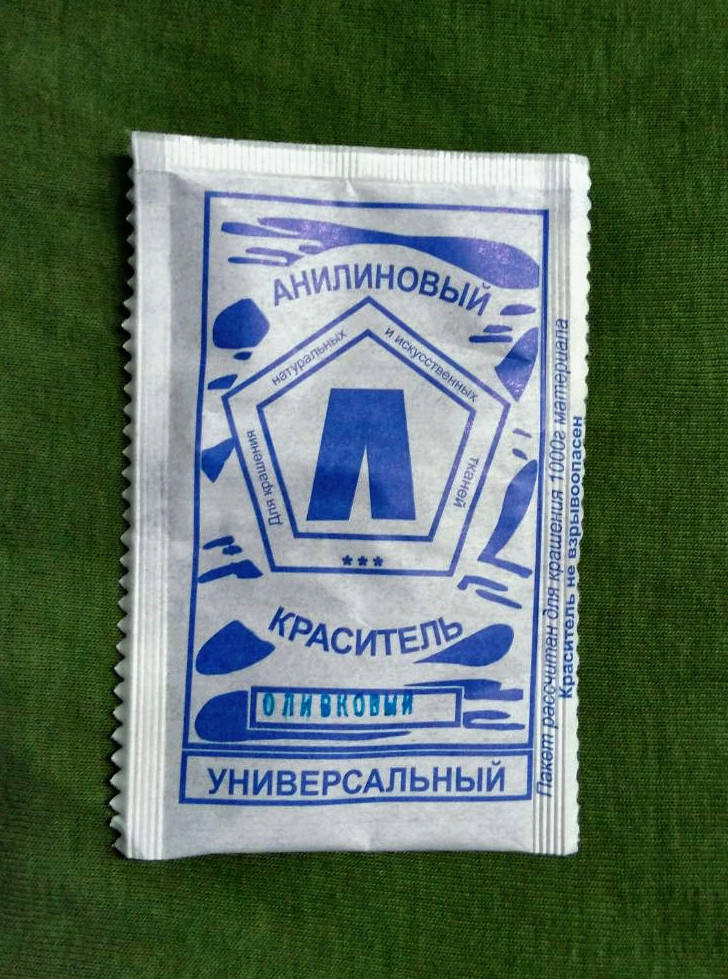 АНИЛИНОВЫЙ
Для крашения натуральных и искусственных тканей
Л
***
КРАСИТЕЛЬ
ОЛИВКОВЫЙ
УНИВЕРСАЛЬНЫЙ
Пакет рассчитан для крашения 1000г материала
Краситель не взрывоопасен